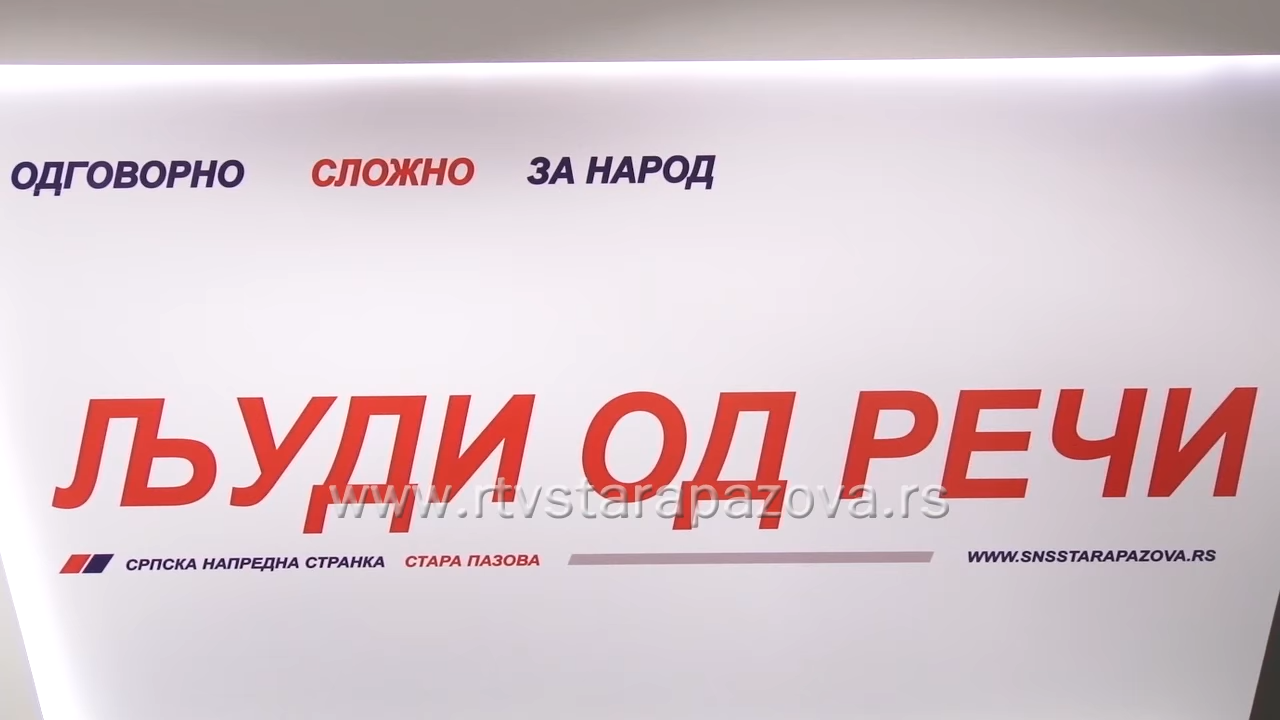 ОДГОВОРНО СЛОЖНО ЗА НАРОД
ЉУДИ ОД РЕЧИ
www.rtvstarapazova.rs
СРПСКА НАПРЕДНА СТРАНКА СТАРА ПАЗОВА WWW.SNSSTARAPAZOVA.RS